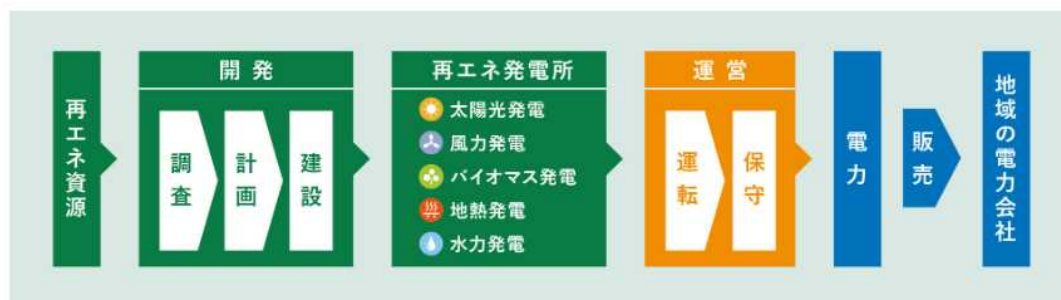 再エネ資源
開発
調査
計画
建設
再エネ発電所
太陽光発電
風力発電
バイオマス発電
地熱発電
水力発電
運営
運転
保守
電力
販売
地域の電力会社